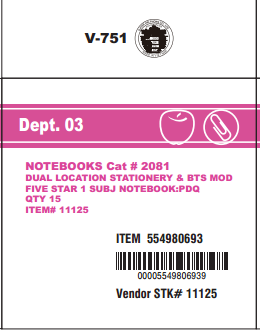 V-751
Dept. 03
NOTEBOOKS Cat # 2081
DUAL LOCATION STATIONERY & BTS MOD
FIVE STAR 1 SUBJ NOTEBOOK:PDQ
QTY 15
ITEM# 11125
ITEM 554980693
00005549806939
Vendor STK# 11125